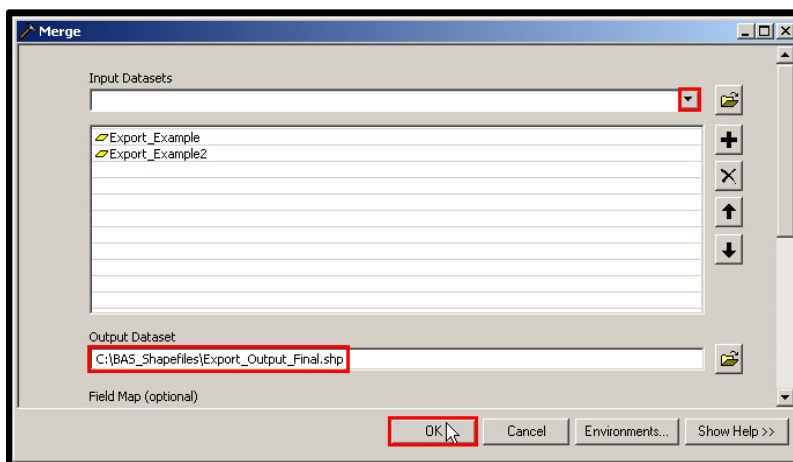 Merge
Input Datasets
Export_Example
Export_Example2
Output Dataset
C:\BAS_Shapefiles\Export_Output_Final.shp
Field Map (optional)
OK Cancel Environments... Show Help >>